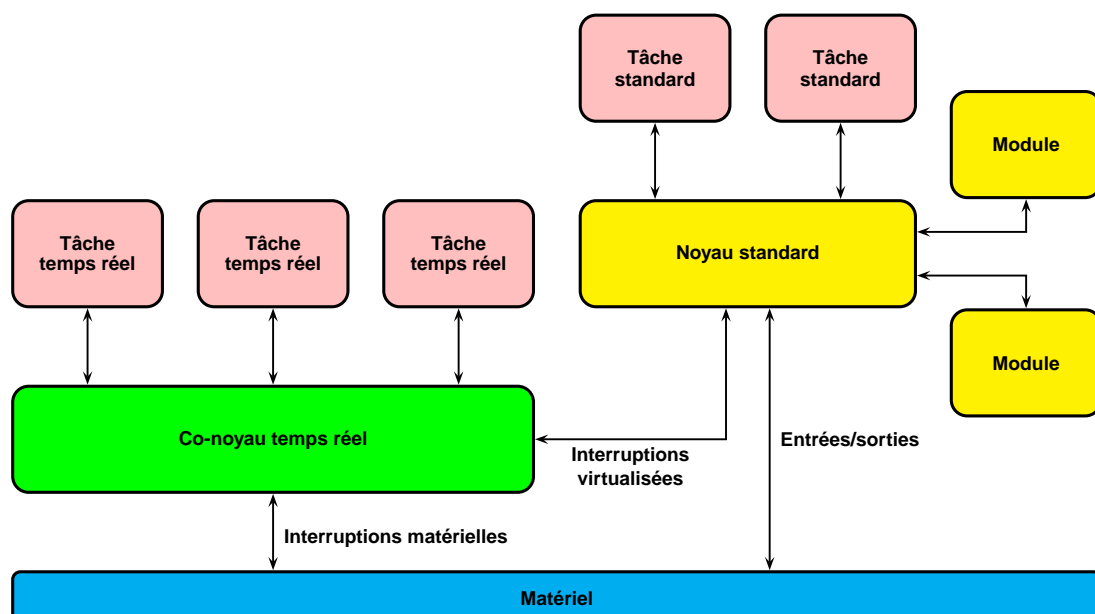 Tâche
standard
Tâche
standard
Module
Tâche
temps réel
Tâche
temps réel
Tâche
temps réel
Noyau standard
Module
Co-noyau temps réel
Interruptions
virtualisées
Entrées/sorties
Interruptions matérielles
Matériel